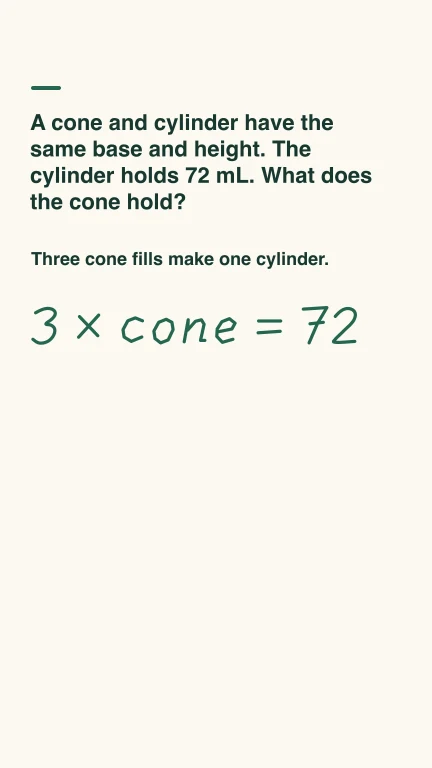 A cone and cylinder have the
same base and height. The
cylinder holds 72 mL. What does
the cone hold?
Three cone fills make one cylinder.
3 × cone = 72